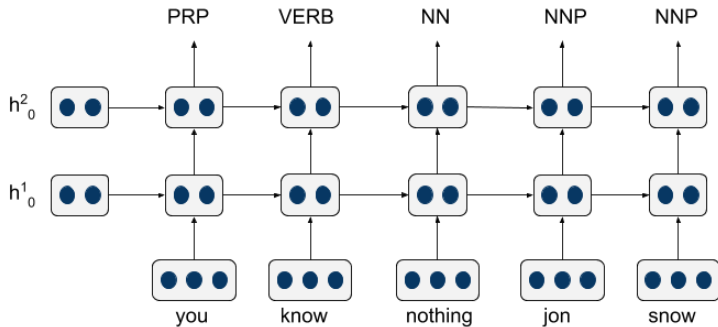 PRP VERB NN NNP NNP
h²₀
h¹₀
you know nothing jon snow